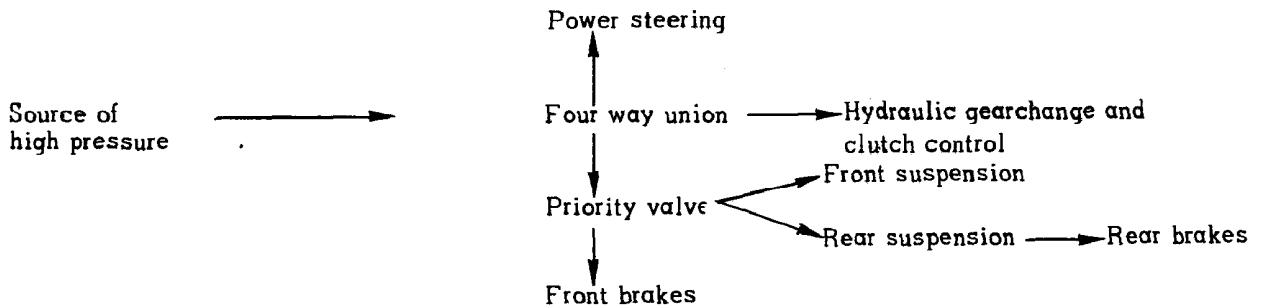 Power steering
Source of
high pressure
Four way union
Hydraulic gearchange and
clutch control
Front suspension
Priority valve
Rear suspension
Rear brakes
Front brakes